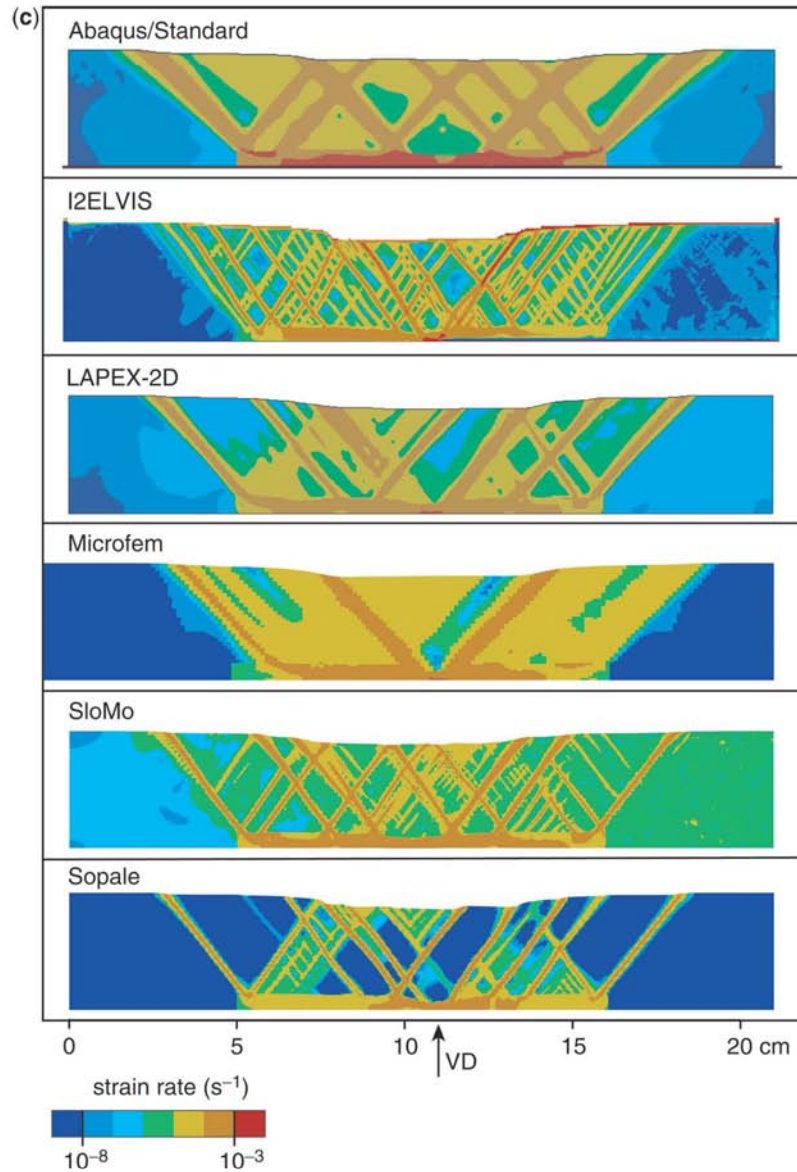 (c)
Abaqus/Standard
I2ELVIS
LAPEX-2D
Microfem
SloMo
Sopale
0 5 10 15 20 cm
VD
strain rate (s⁻¹)
10⁻⁸ 10⁻³